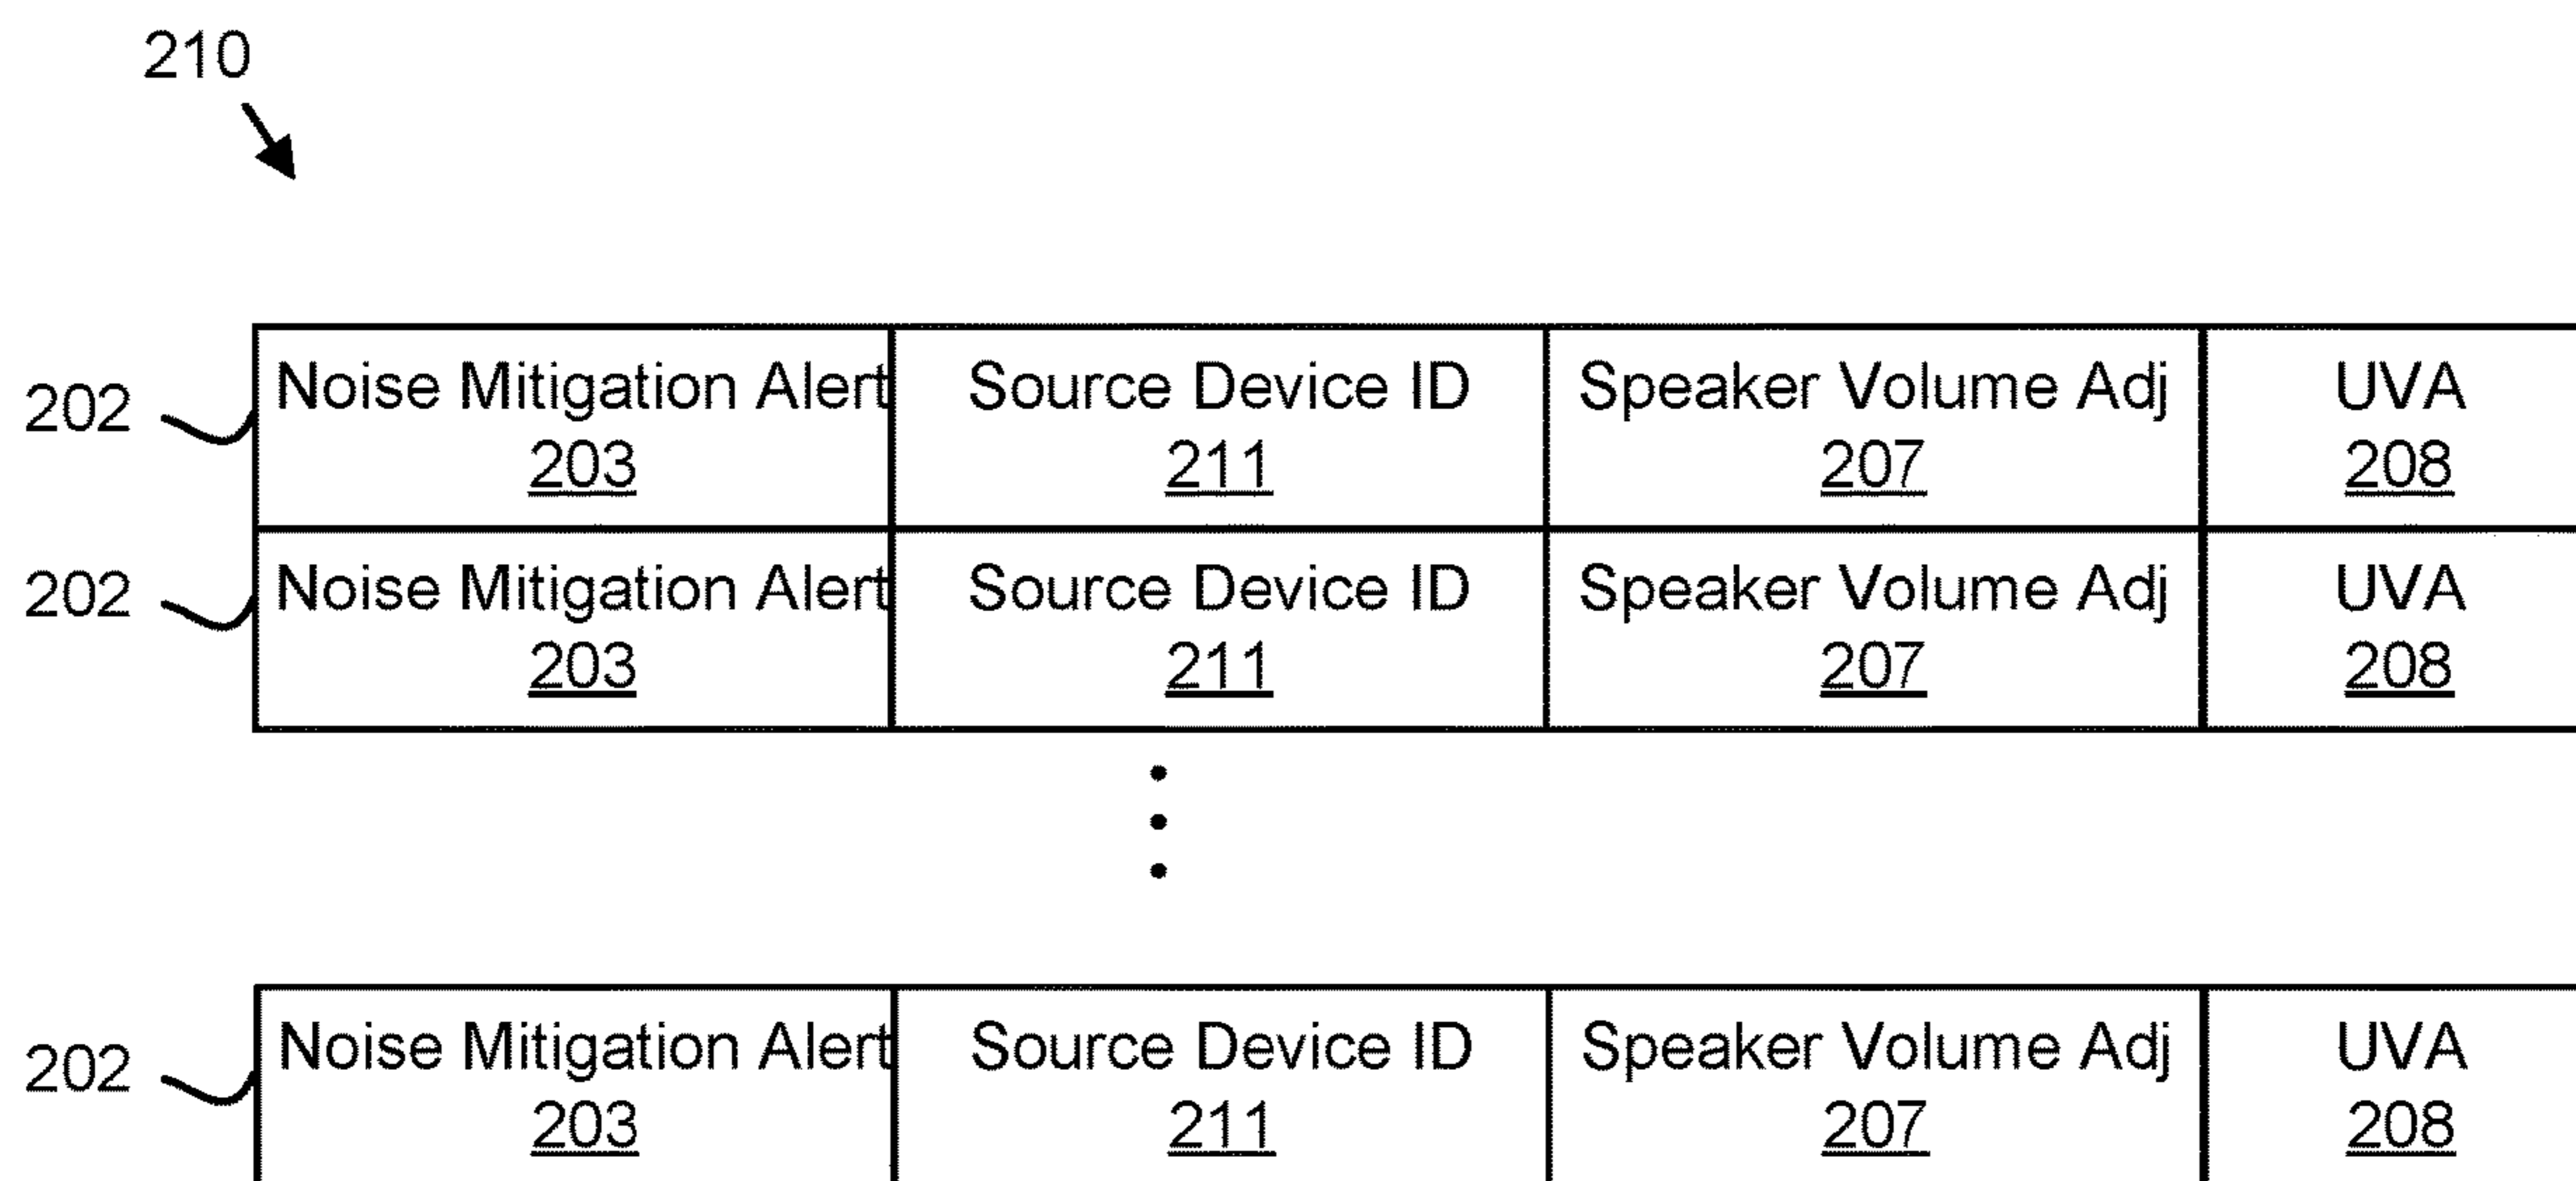 210
202 Noise Mitigation Alert Source Device ID Speaker Volume Adj UVA
203 211 207 208
202 Noise Mitigation Alert Source Device ID Speaker Volume Adj UVA
203 211 207 208
202 Noise Mitigation Alert Source Device ID Speaker Volume Adj UVA
203 211 207 208